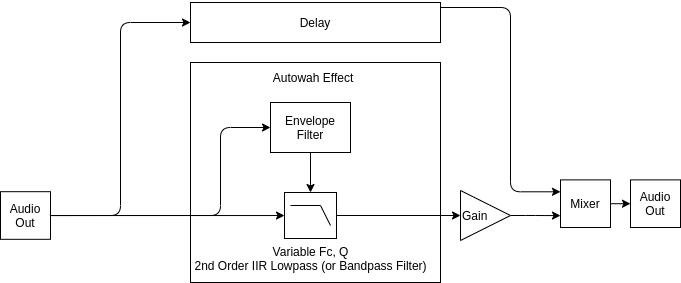 Delay
Autowah Effect
Envelope
Filter
Audio
Out
Gain
Mixer
Audio
Out
Variable Fc, Q
2nd Order IIR Lowpass (or Bandpass Filter)